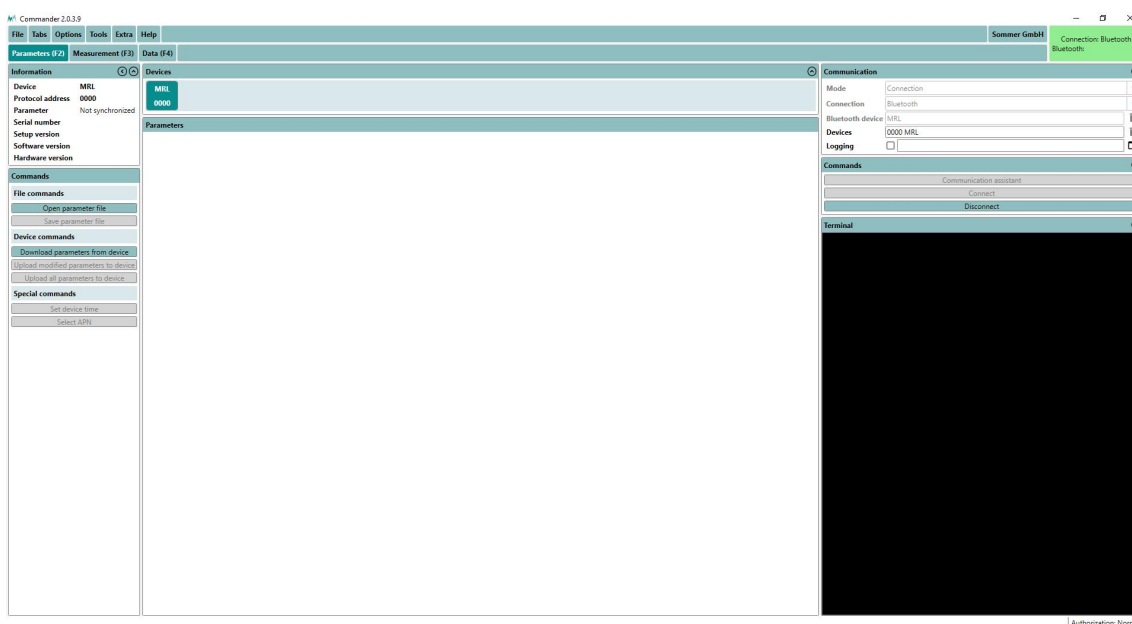 Commander 2.0.3.9
File Tabs Options Tools Extra Help Sommer GmbH
Connection: Bluetooth
Bluetooth:
Parameters (F2) Measurement (F3) Data (F4)
Information
Device MRL
Protocol address 0000
Parameter Not synchronized
Serial number
Setup version
Software version
Hardware version
Commands
File commands
Open parameter file
Save parameter file
Device commands
Download parameters from device
Upload modified parameters to device
Upload all parameters to device
Special commands
Set device time
Select APN
Devices
MRL
0000
Parameters
Communication
Mode Connection
Connection Bluetooth
Bluetooth device MRL
Devices 0000 MRL
Logging
Commands
Communication assistant
Connect
Disconnect
Terminal
Authorization: